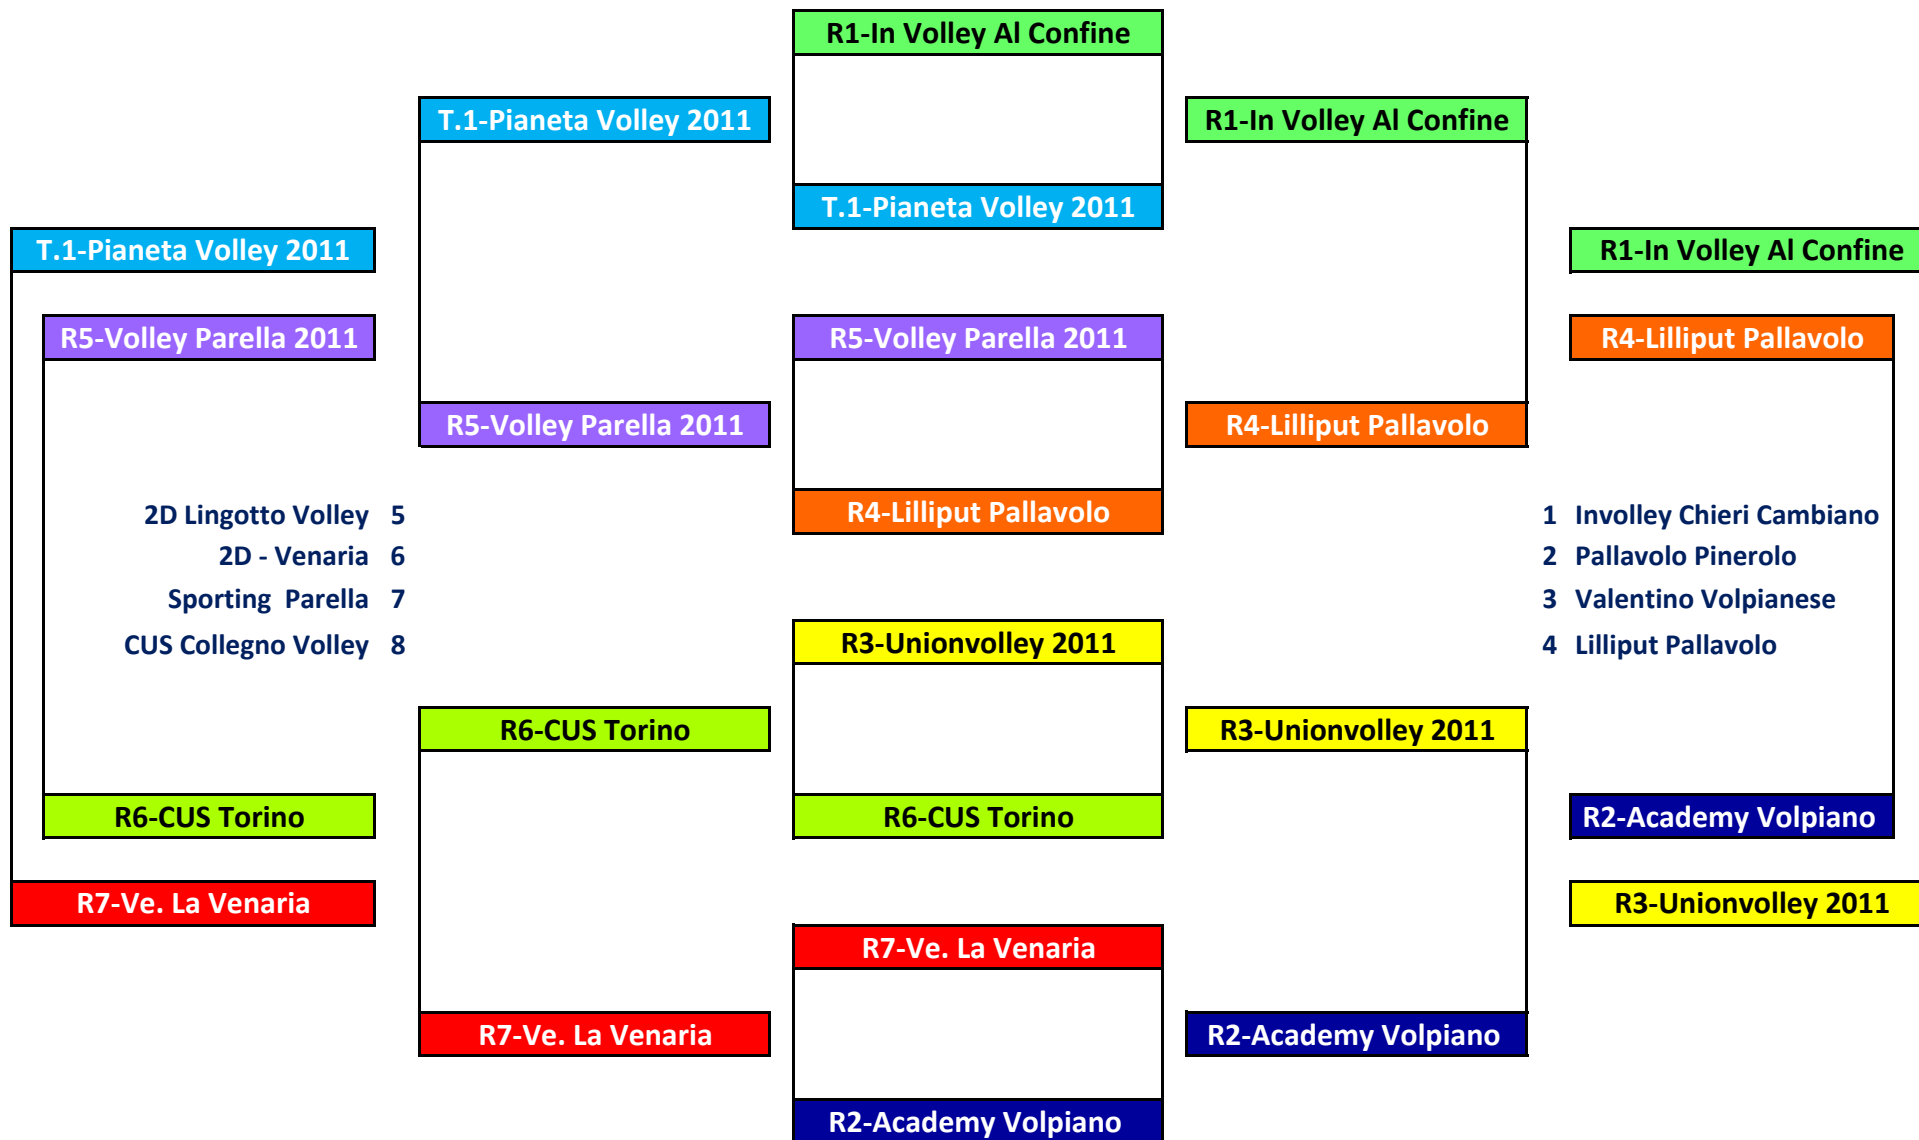 R1-In Volley Al Confine
T.1-Pianeta Volley 2011
R1-In Volley Al Confine
T.1-Pianeta Volley 2011
T.1-Pianeta Volley 2011
R1-In Volley Al Confine
R5-Volley Parella 2011
R5-Volley Parella 2011
R4-Lilliput Pallavolo
R5-Volley Parella 2011
R4-Lilliput Pallavolo
R4-Lilliput Pallavolo
2D Lingotto Volley 5
2D - Venaria 6
Sporting Parella 7
CUS Collegno Volley 8
1 Involley Chieri Cambiano
2 Pallavolo Pinerolo
3 Valentino Volpianese
4 Lilliput Pallavolo
R3-Unionvolley 2011
R6-CUS Torino
R3-Unionvolley 2011
R6-CUS Torino
R6-CUS Torino
R2-Academy Volpiano
R7-Ve. La Venaria
R3-Unionvolley 2011
R7-Ve. La Venaria
R7-Ve. La Venaria
R2-Academy Volpiano
R2-Academy Volpiano